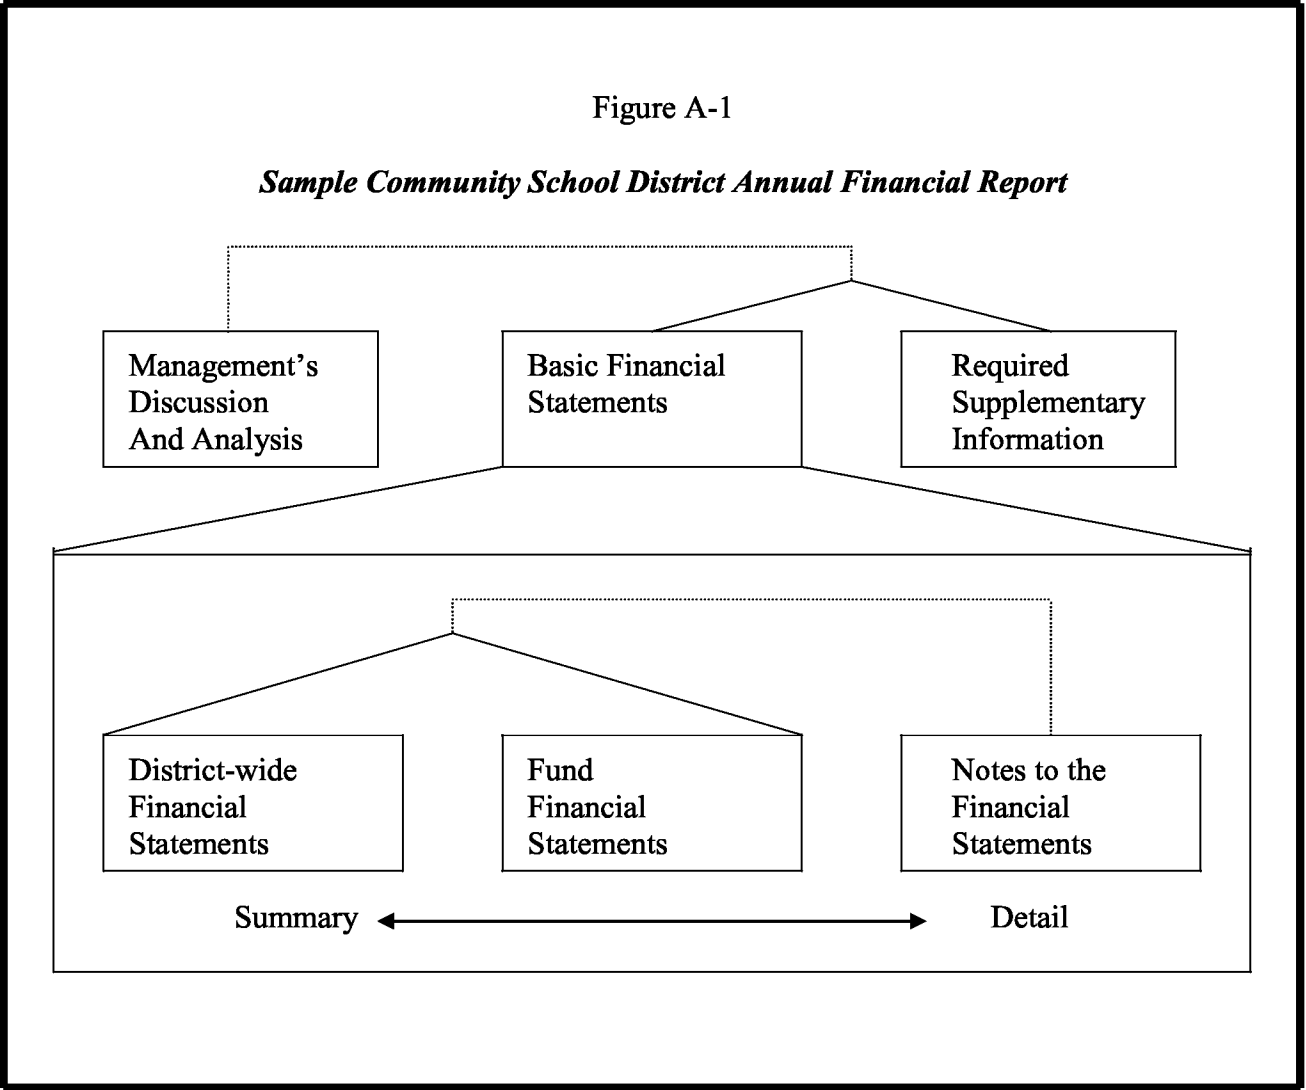 Figure A-1
Sample Community School District Annual Financial Report
Management’s
Discussion
And Analysis
Basic Financial
Statements
Required
Supplementary
Information
District-wide
Financial
Statements
Fund
Financial
Statements
Notes to the
Financial
Statements
Summary
Detail